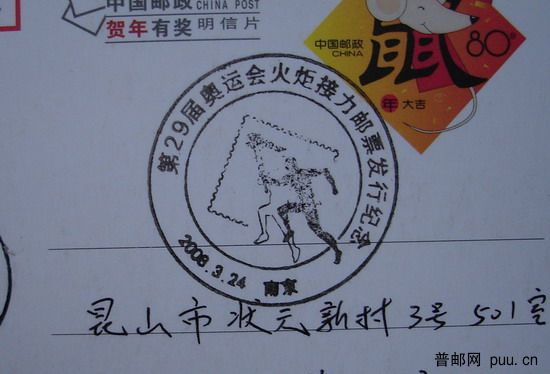 中国邮政 CHINA POST
贺年有奖 明信片
中国邮政
CHINA
80分
鼠
年 大吉
第29届奥运会火炬接力邮票发行纪念
2008.3.24 南京
昆山市状元新村3号501室
普邮网 puu.cn